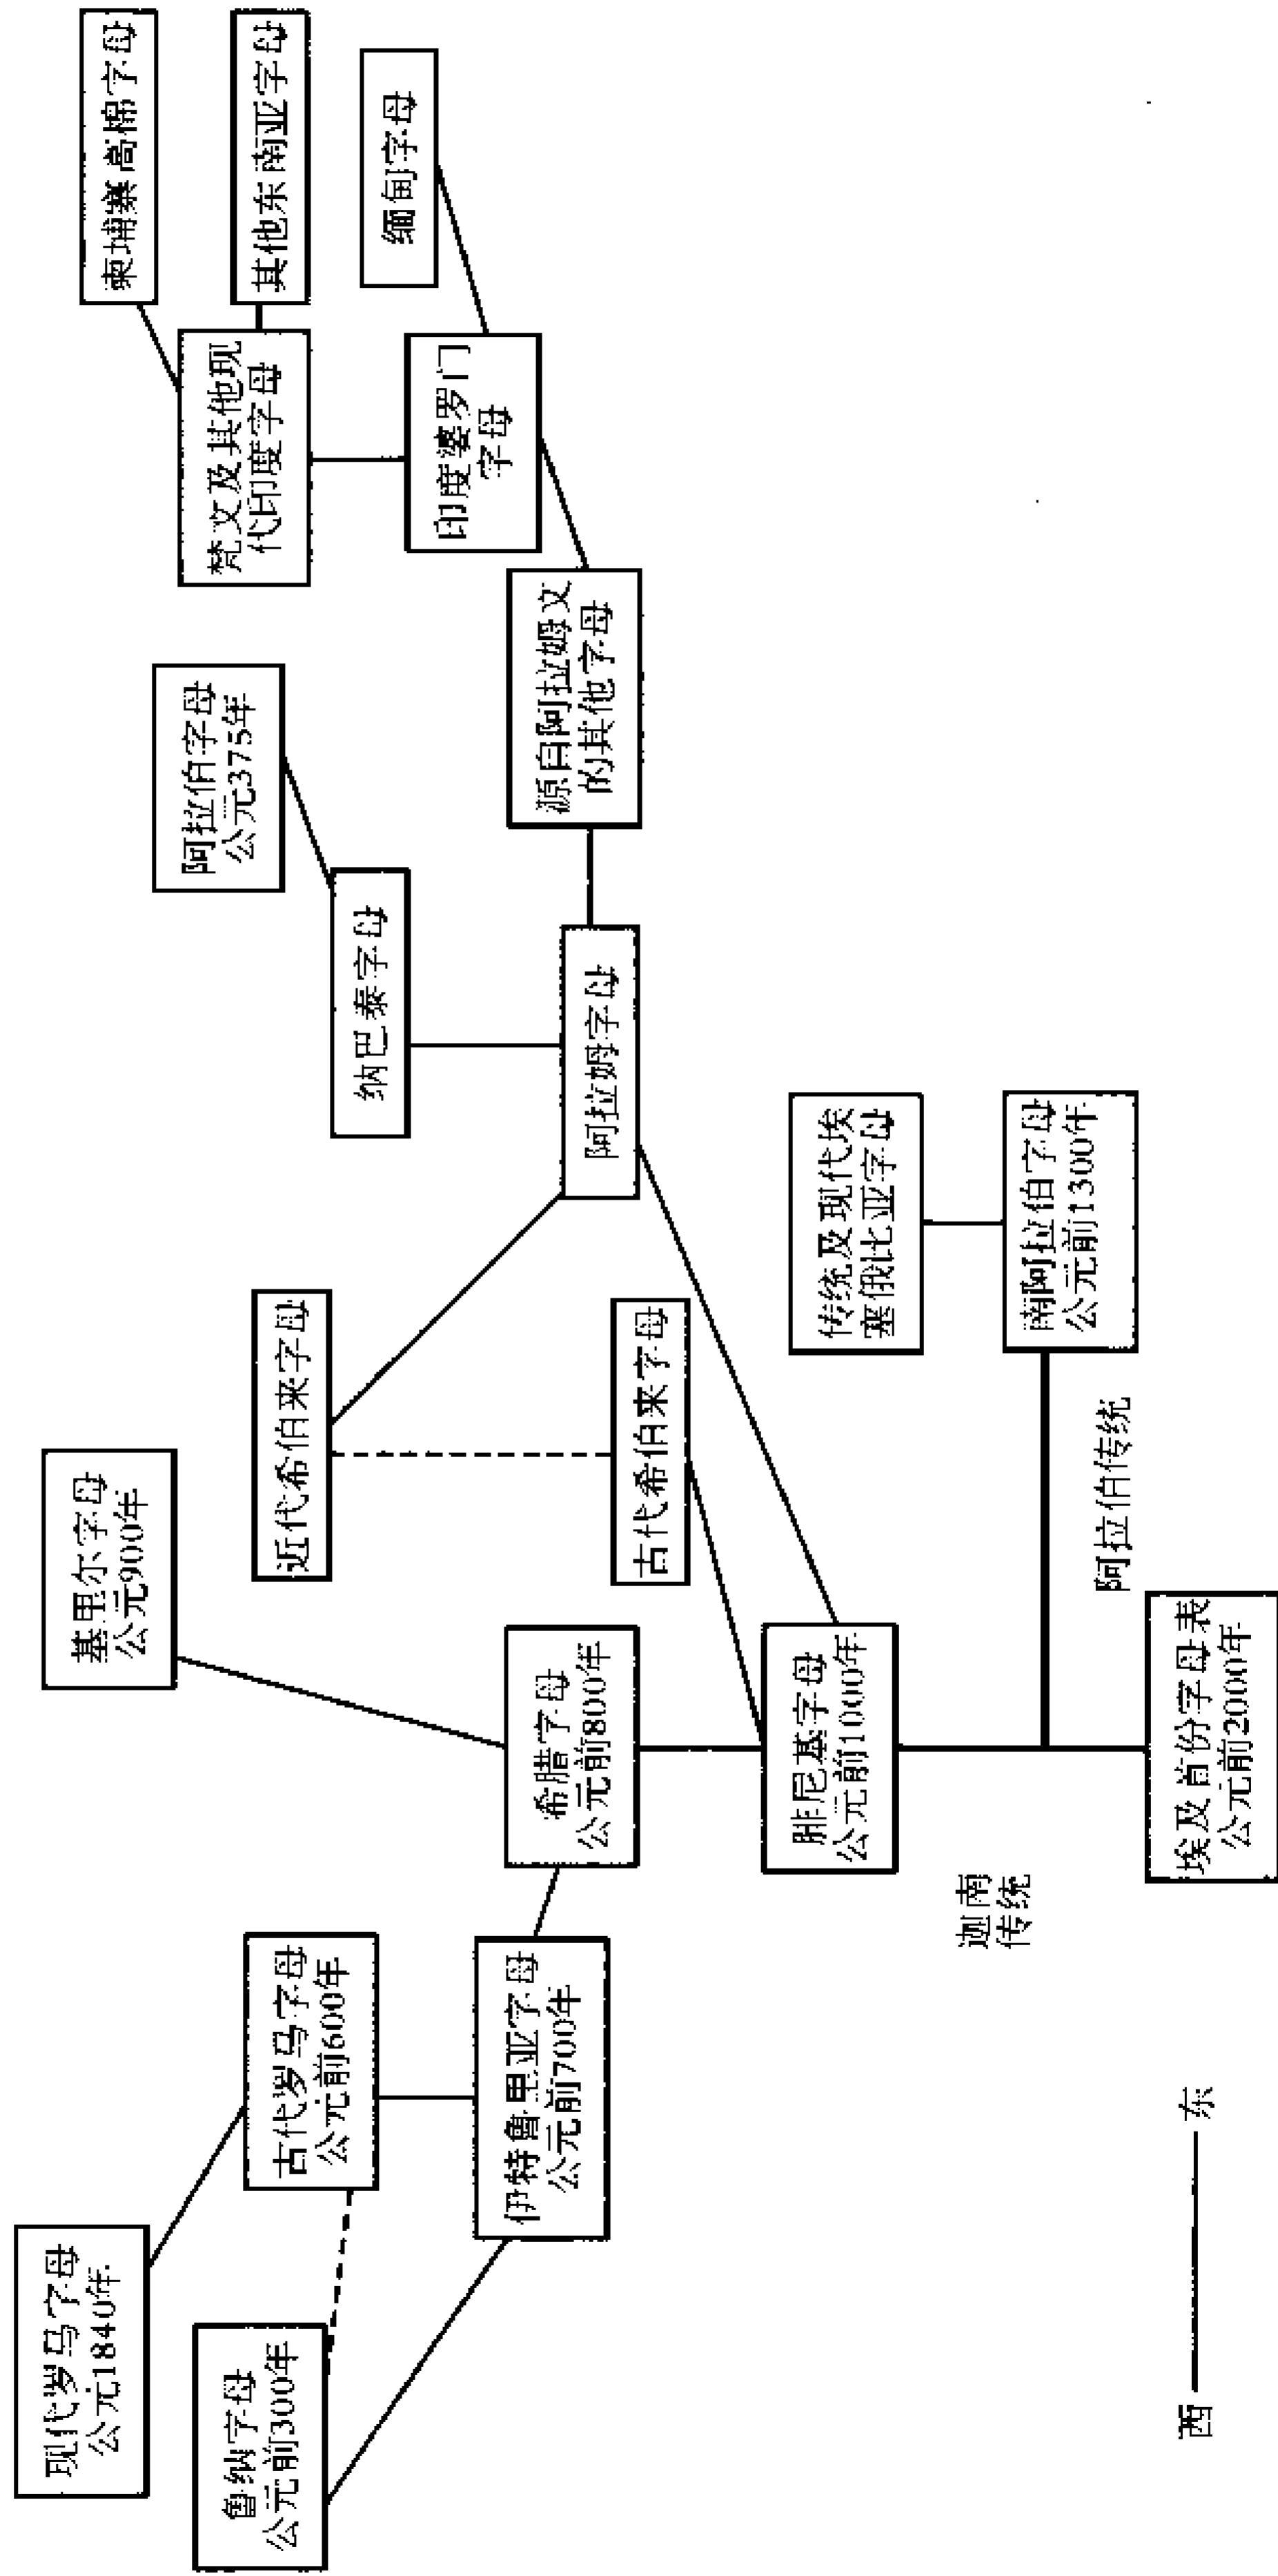 现代罗马字母
公元1840年
鲁纳字母
公元前300年
古代罗马字母
公元前600年
伊特鲁里亚字母
公元前700年
基里尔字母
公元900年
希腊字母
公元前800年
近代希伯来字母
古代希伯来字母
腓尼基字母
公元前1000年
迦南
传统
埃及首份字母表
公元前2000年
阿拉伯传统
南阿拉伯字母
公元前1300年
传统及现代埃
塞俄比亚字母
阿拉姆字母
纳巴泰字母
阿拉伯字母
公元375年
源自阿拉姆文
的其他字母
印度婆罗门
字母
梵文及其他现
代印度字母
柬埔寨高棉字母
其他东南亚字母
缅甸字母
西
东